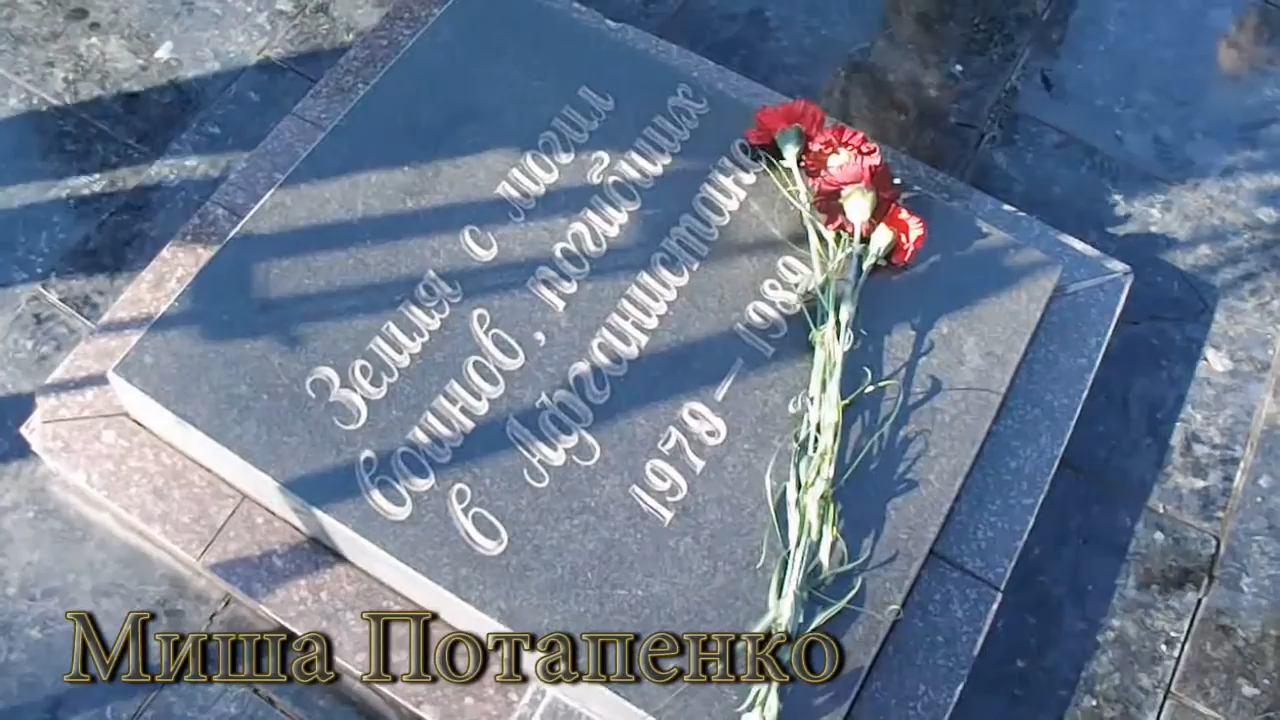 Земля с могил
воинов, погибших
в Афганистане
1979-1989
Миша Потапенко